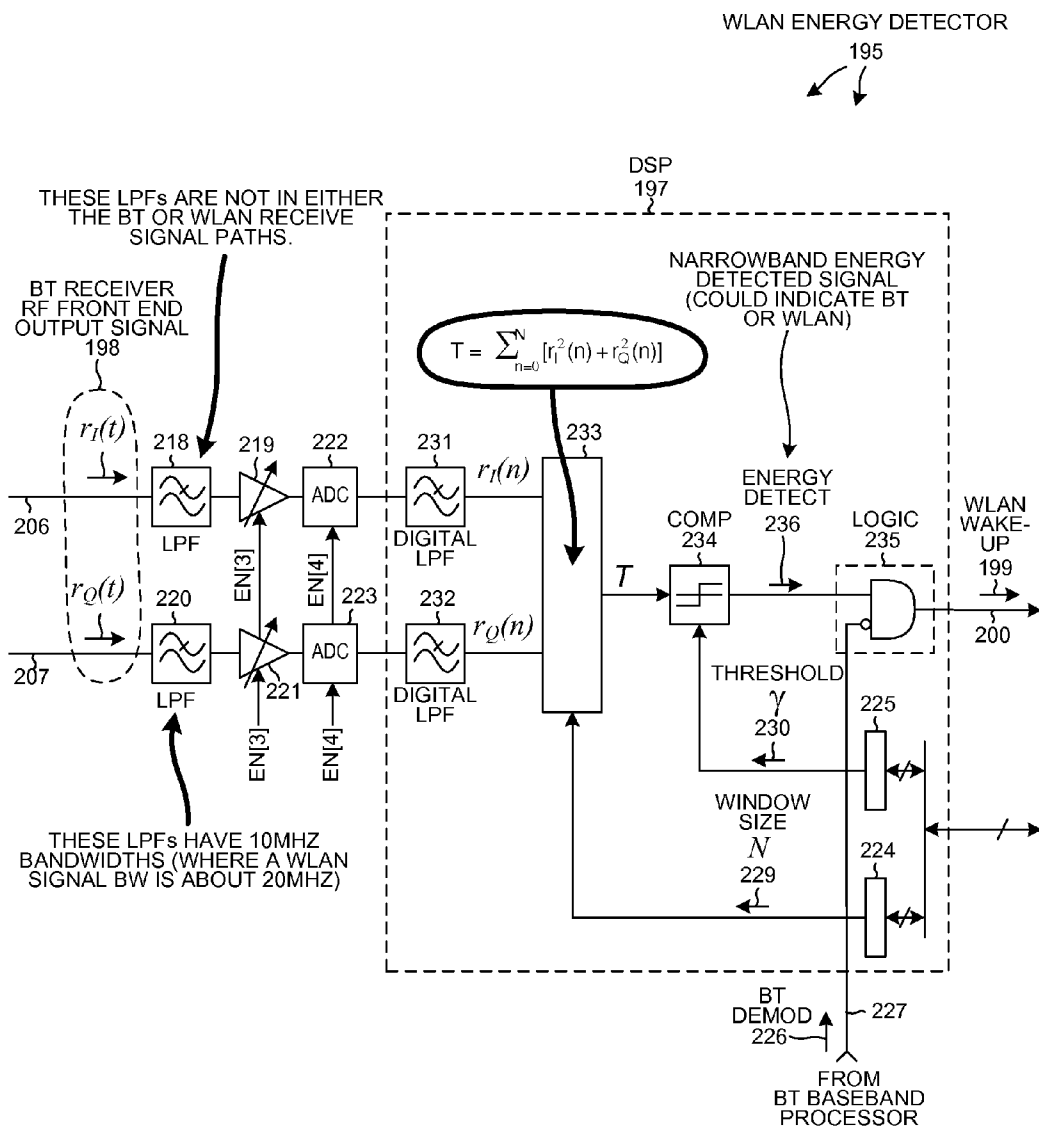 WLAN ENERGY DETECTOR
195
DSP
197
THESE LPFs ARE NOT IN EITHER
THE BT OR WLAN RECEIVE
SIGNAL PATHS.
NARROWBAND ENERGY
DETECTED SIGNAL
(COULD INDICATE BT
OR WLAN)
BT RECEIVER
RF FRONT END
OUTPUT SIGNAL
198
T = ∑_{n=0}^{N} [r_I^2(n) + r_Q^2(n)]
r_I(t)
218
219
222
231
r_I(n)
233
ADC
206
LPF
DIGITAL
LPF
ENERGY
DETECT
236
COMP
234
LOGIC
235
WLAN
WAKE-
UP
199
200
EN[3]
EN[4]
T
r_Q(t)
220
223
232
r_Q(n)
ADC
207
LPF
221
DIGITAL
LPF
EN[3]
EN[4]
THRESHOLD
γ
230
225
WINDOW
SIZE
N
229
224
THESE LPFs HAVE 10MHZ
BANDWIDTHS (WHERE A WLAN
SIGNAL BW IS ABOUT 20MHZ)
BT
DEMOD
226
227
FROM
BT BASEBAND
PROCESSOR